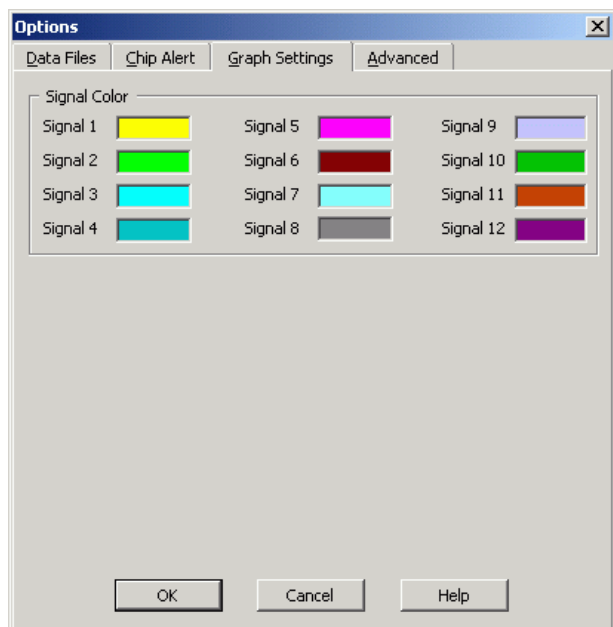 Options
Data Files Chip Alert Graph Settings Advanced
Signal Color
Signal 1 Signal 5 Signal 9
Signal 2 Signal 6 Signal 10
Signal 3 Signal 7 Signal 11
Signal 4 Signal 8 Signal 12
OK Cancel Help